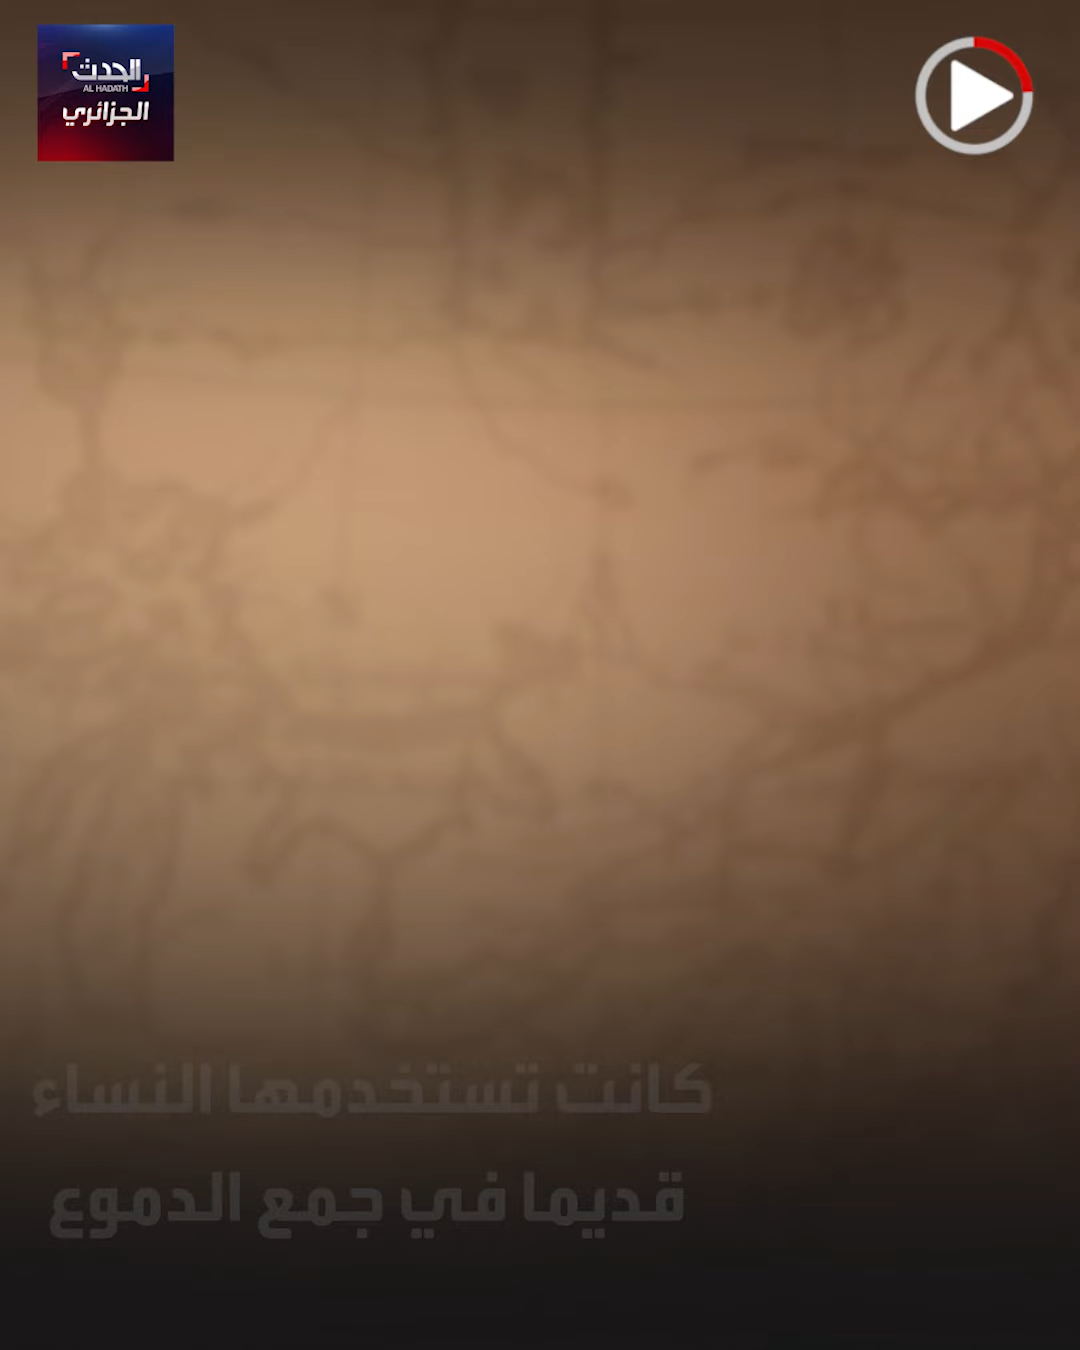 الحدث
AL HADATH
الجزائري
كانت تستخدمها النساء
قديما في جمع الدموع